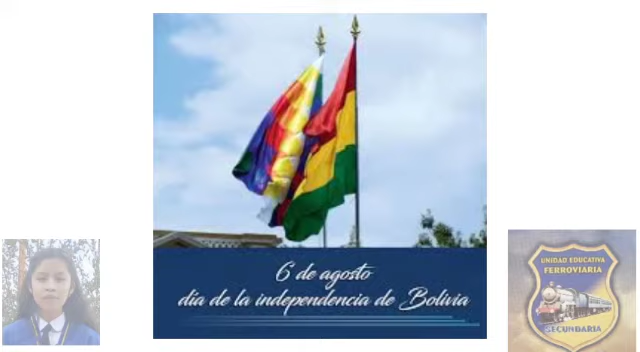 6 de agosto
día de la independencia de Bolivia
UNIDAD EDUCATIVA
FERROVIARIA
SECUNDARIA